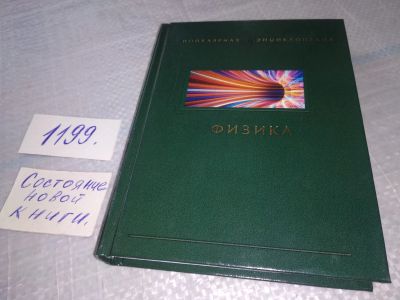 ПОПУЛЯРНАЯ ЭНЦИКЛОПЕДИЯ
ФИЗИКА
1199.
Состояние
новой
книги.